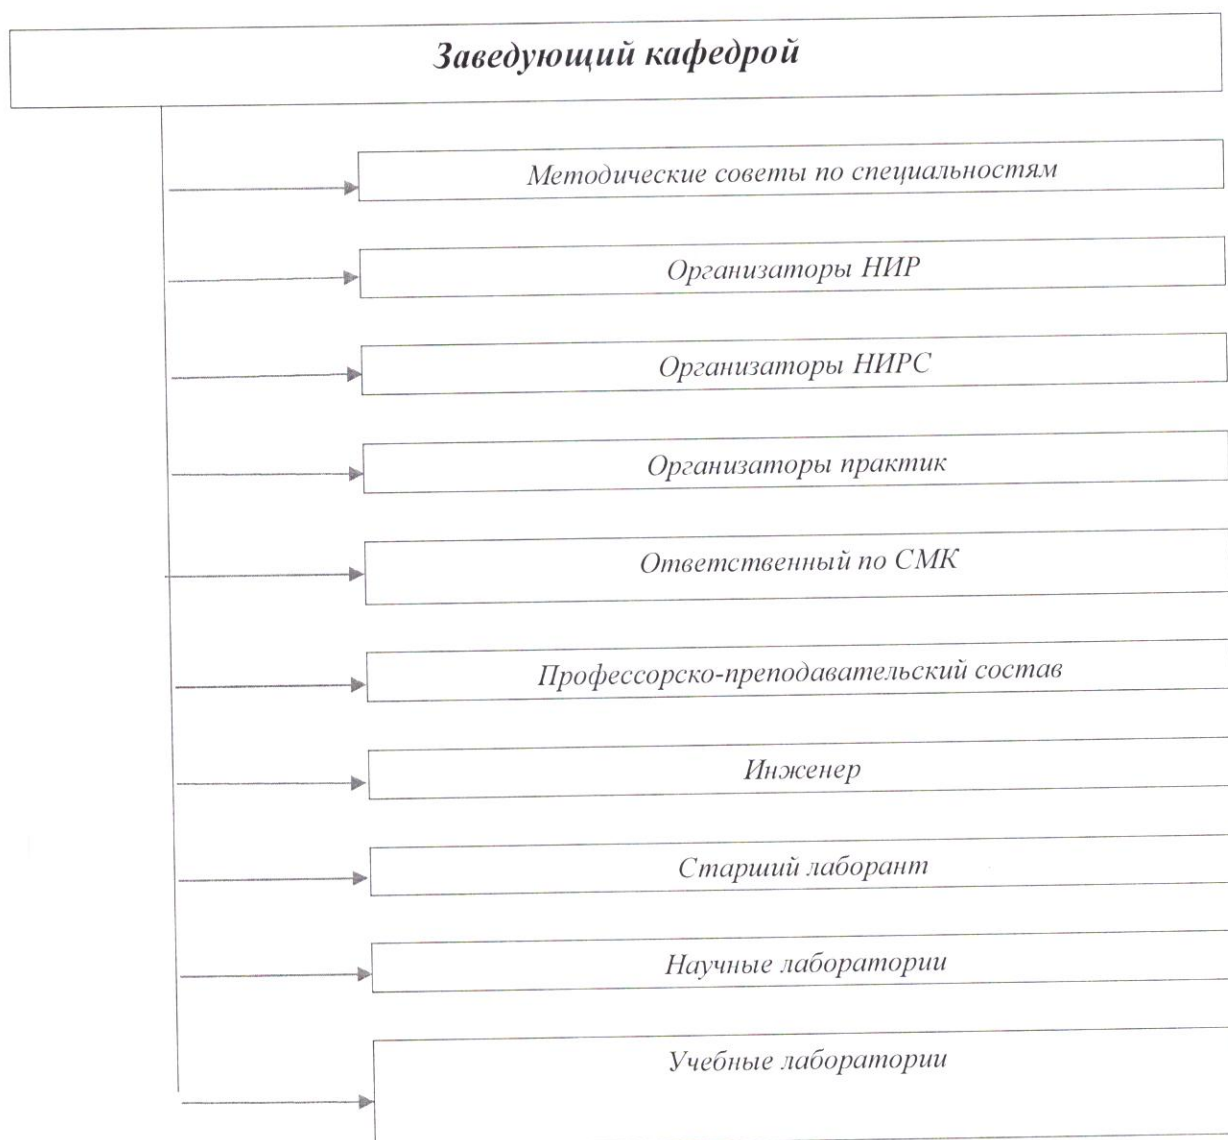 Заведующий кафедрой
Методические советы по специальностям
Организаторы НИР
Организаторы НИРС
Организаторы практик
Ответственный по СМК
Профессорско-преподавательский состав
Инженер
Старший лаборант
Научные лаборатории
Учебные лаборатории